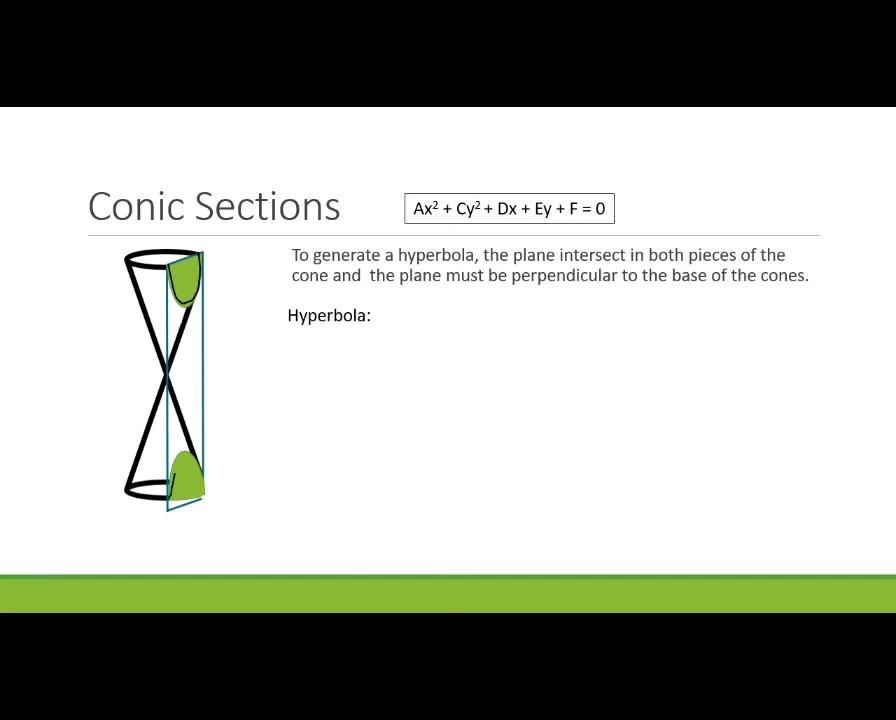 Conic Sections
Ax² + Cy² + Dx + Ey + F = 0
To generate a hyperbola, the plane intersect in both pieces of the
cone and  the plane must be perpendicular to the base of the cones.
Hyperbola: